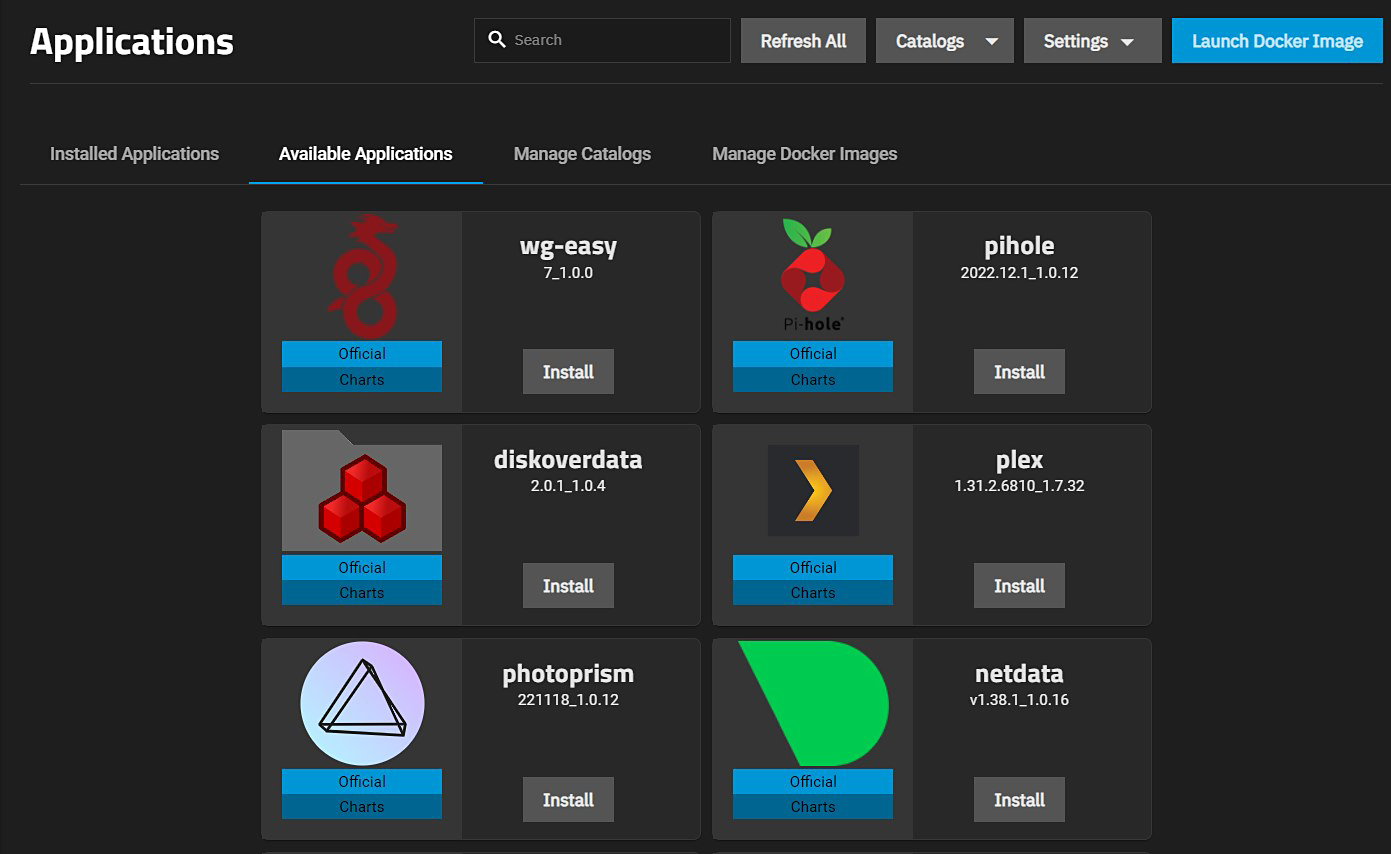 Applications
Search
Refresh All
Catalogs
Settings
Launch Docker Image
Installed Applications
Available Applications
Manage Catalogs
Manage Docker Images
wg-easy
7_1.0.0
Official
Charts
Install
Pi-hole®
pihole
2022.12.1_1.0.12
Official
Charts
Install
diskoverdata
2.0.1_1.0.4
Official
Charts
Install
plex
1.31.2.6810_1.7.32
Official
Charts
Install
photoprism
221118_1.0.12
Official
Charts
Install
netdata
v1.38.1_1.0.16
Official
Charts
Install